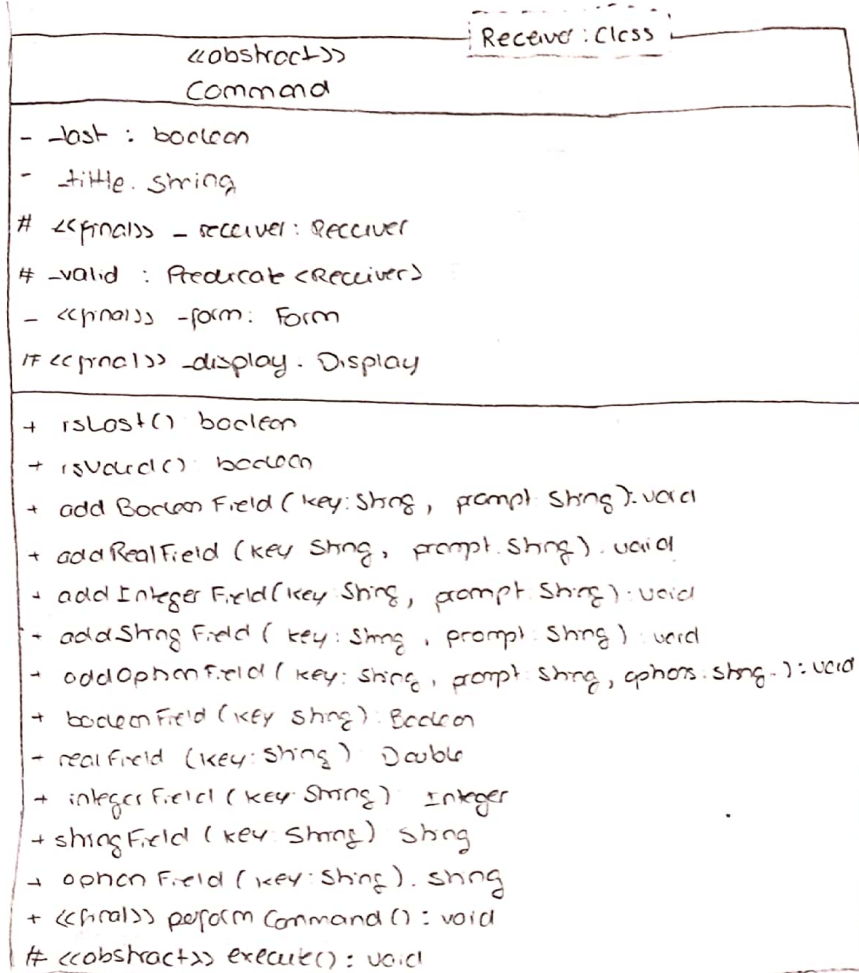 Receiver : Class
<<abstract>>
Command
- _last : boolean
- _title : String
# <<final>> _receiver : Receiver
# _valid : Predicate <Receiver>
- <<final>> _form : Form
# <<final>> _display : Display
+ isLast() boolean
+ isValid() boolean
+ addBooleanField (key : String, prompt String) : void
+ addRealField (key String, prompt . String) . void
+ addIntegerField (key String, prompt String) : void
+ addStringField ( key : String , prompt : String ) : void
+ addOptionField ( key : String , prompt String, options . String . ) : void
+ booleanField (key String) : Boolean
+ realField (key : String) Double
+ integerField (key String) Integer
+ stringField (key String) String
+ optionField (key : String) . String
+ <<final>> performCommand () : void
# <<abstract>> execute() : void